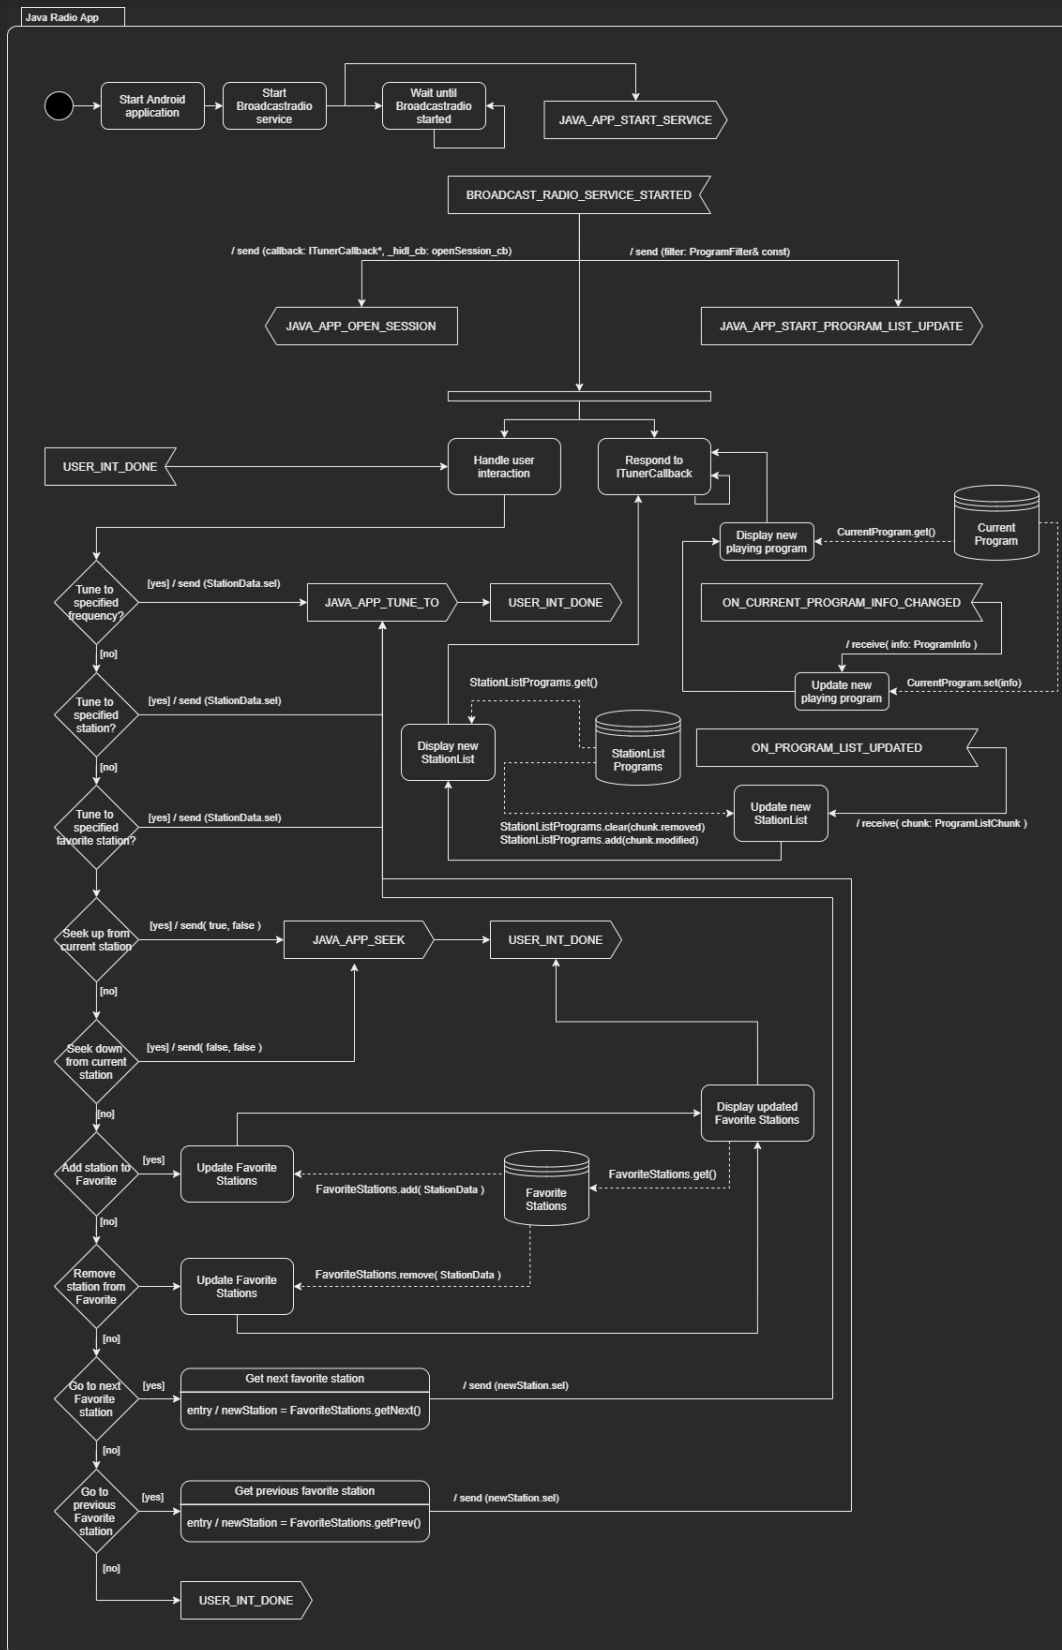 Java Radio App
Start Android
application
Start
Broadcastradio
service
Wait until
Broadcastradio
started
JAVA_APP_START_SERVICE
BROADCAST_RADIO_SERVICE_STARTED
/ send (callback: ITunerCallback*, _hidl_cb: openSession_cb)
/ send (filter: ProgramFilter& const)
JAVA_APP_OPEN_SESSION
JAVA_APP_START_PROGRAM_LIST_UPDATE
USER_INT_DONE
Handle user
interaction
Respond to
ITunerCallback
Display new
playing program
CurrentProgram.get()
Current
Program
Tune to
specified
frequency?
[yes] / send (StationData.sel)
JAVA_APP_TUNE_TO
USER_INT_DONE
ON_CURRENT_PROGRAM_INFO_CHANGED
/ receive( info: ProgramInfo )
[no]
Update new
playing program
CurrentProgram.set(info)
Tune to
specified
station?
[yes] / send (StationData.sel)
StationListPrograms.get()
Display new
StationList
StationList
Programs
ON_PROGRAM_LIST_UPDATED
[no]
Tune to
specified
favorite station?
[yes] / send (StationData.sel)
StationListPrograms.clear(chunk.removed)
StationListPrograms.add(chunk.modified)
Update new
StationList
/ receive( chunk: ProgramListChunk )
Seek up from
current station
[yes] / send( true, false )
JAVA_APP_SEEK
USER_INT_DONE
[no]
Seek down
from current
station
[yes] / send( false, false )
[no]
Display updated
Favorite Stations
Add station to
Favorite
[yes]
Update Favorite
Stations
FavoriteStations.add( StationData )
Favorite
Stations
FavoriteStations.get()
[no]
Remove
station from
Favorite
Update Favorite
Stations
FavoriteStations.remove( StationData )
[no]
Go to next
Favorite
station
[yes]
Get next favorite station
entry / newStation = FavoriteStations.getNext()
/ send (newStation.sel)
[no]
Go to
previous
Favorite
station
[yes]
Get previous favorite station
entry / newStation = FavoriteStations.getPrev()
/ send (newStation.sel)
[no]
USER_INT_DONE